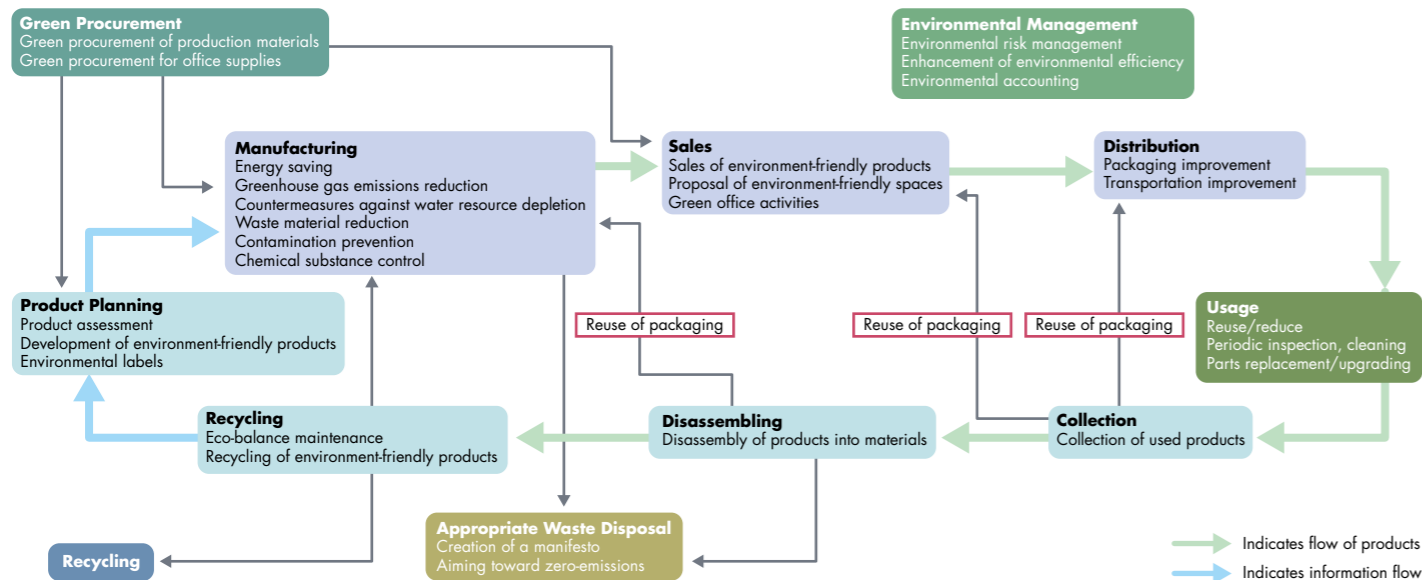 Green Procurement
Green procurement of production materials
Green procurement for office supplies
Environmental Management
Environmental risk management
Enhancement of environmental efficiency
Environmental accounting
Manufacturing
Energy saving
Greenhouse gas emissions reduction
Countermeasures against water resource depletion
Waste material reduction
Contamination prevention
Chemical substance control
Sales
Sales of environment-friendly products
Proposal of environment-friendly spaces
Green office activities
Distribution
Packaging improvement
Transportation improvement
Product Planning
Product assessment
Development of environment-friendly products
Environmental labels
Reuse of packaging
Reuse of packaging
Reuse of packaging
Usage
Reuse/reduce
Periodic inspection, cleaning
Parts replacement/upgrading
Recycling
Eco-balance maintenance
Recycling of environment-friendly products
Disassembling
Disassembly of products into materials
Collection
Collection of used products
Appropriate Waste Disposal
Creation of a manifesto
Aiming toward zero-emissions
Recycling
Indicates flow of products
Indicates information flow